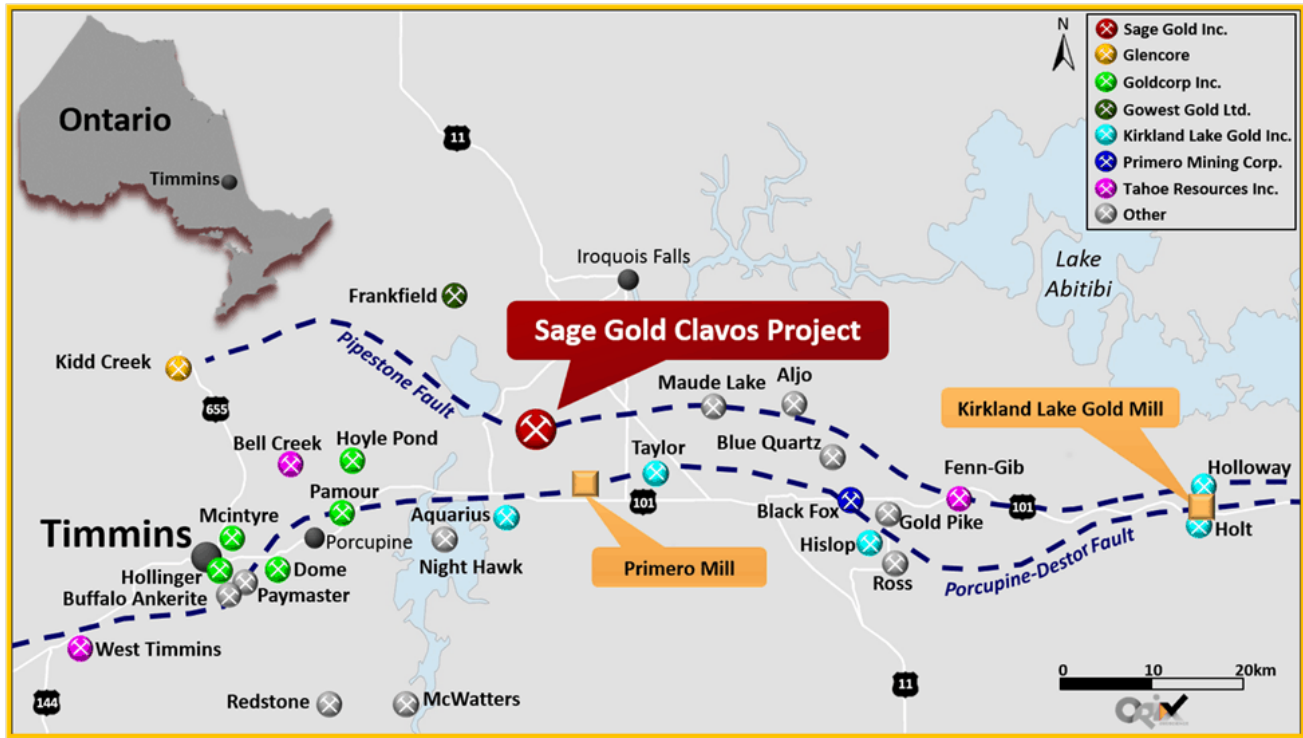 N
Sage Gold Inc.
Glencore
Goldcorp Inc.
Gowest Gold Ltd.
Kirkland Lake Gold Inc.
Primero Mining Corp.
Tahoe Resources Inc.
Other
Ontario
Timmins
11
Iroquois Falls
Lake
Abitibi
Frankfield
Sage Gold Clavos Project
Kidd Creek
Pipestone Fault
Maude Lake
Aljo
Kirkland Lake Gold Mill
655
Bell Creek
Hoyle Pond
Blue Quartz
Taylor
Fenn-Gib
Holloway
Pamour
101
101
Mcintyre
Aquarius
Black Fox
Gold Pike
Holt
Timmins
Porcupine
Hislop
Night Hawk
Primero Mill
Ross
Porcupine-Destor Fault
Hollinger
Dome
Buffalo Ankerite
Paymaster
West Timmins
144
Redstone
McWatters
11
0
10
20km
Orix